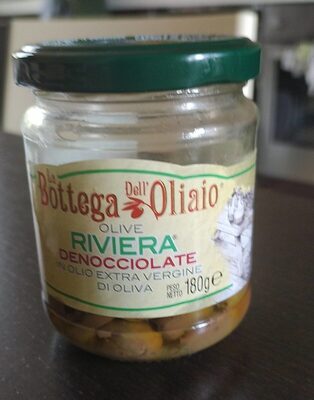 La
Bottega Dell' Oliaio
OLIVE
RIVIERA®
DENOCCIOLATE
IN OLIO EXTRA VERGINE
DI OLIVA
PESO
NETTO 180g℮